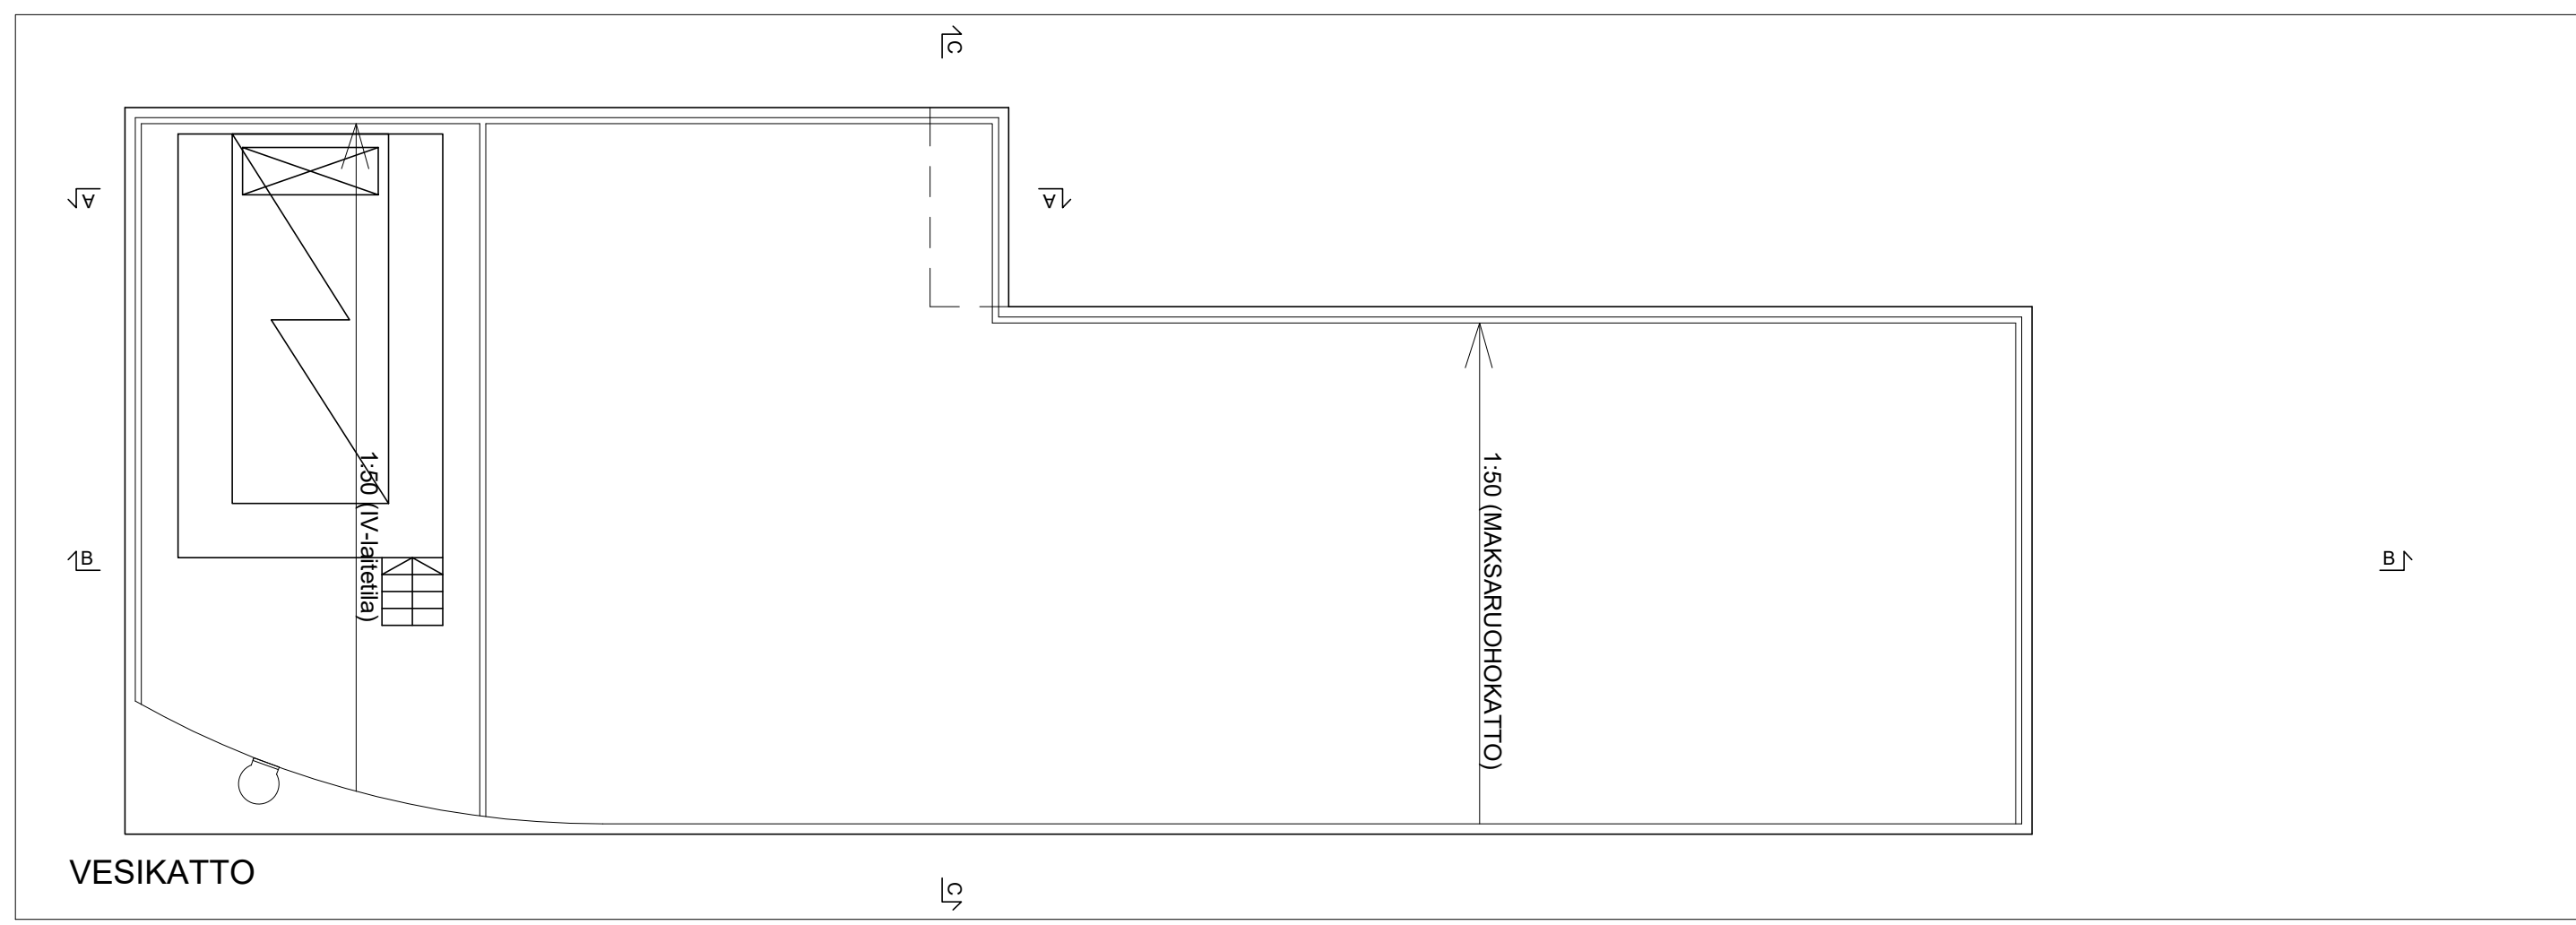 C
A
A
1:50 (IV-laitetila)
1:50 (MAKSARUOHOKATTO)
B
B
VESIKATTO
C